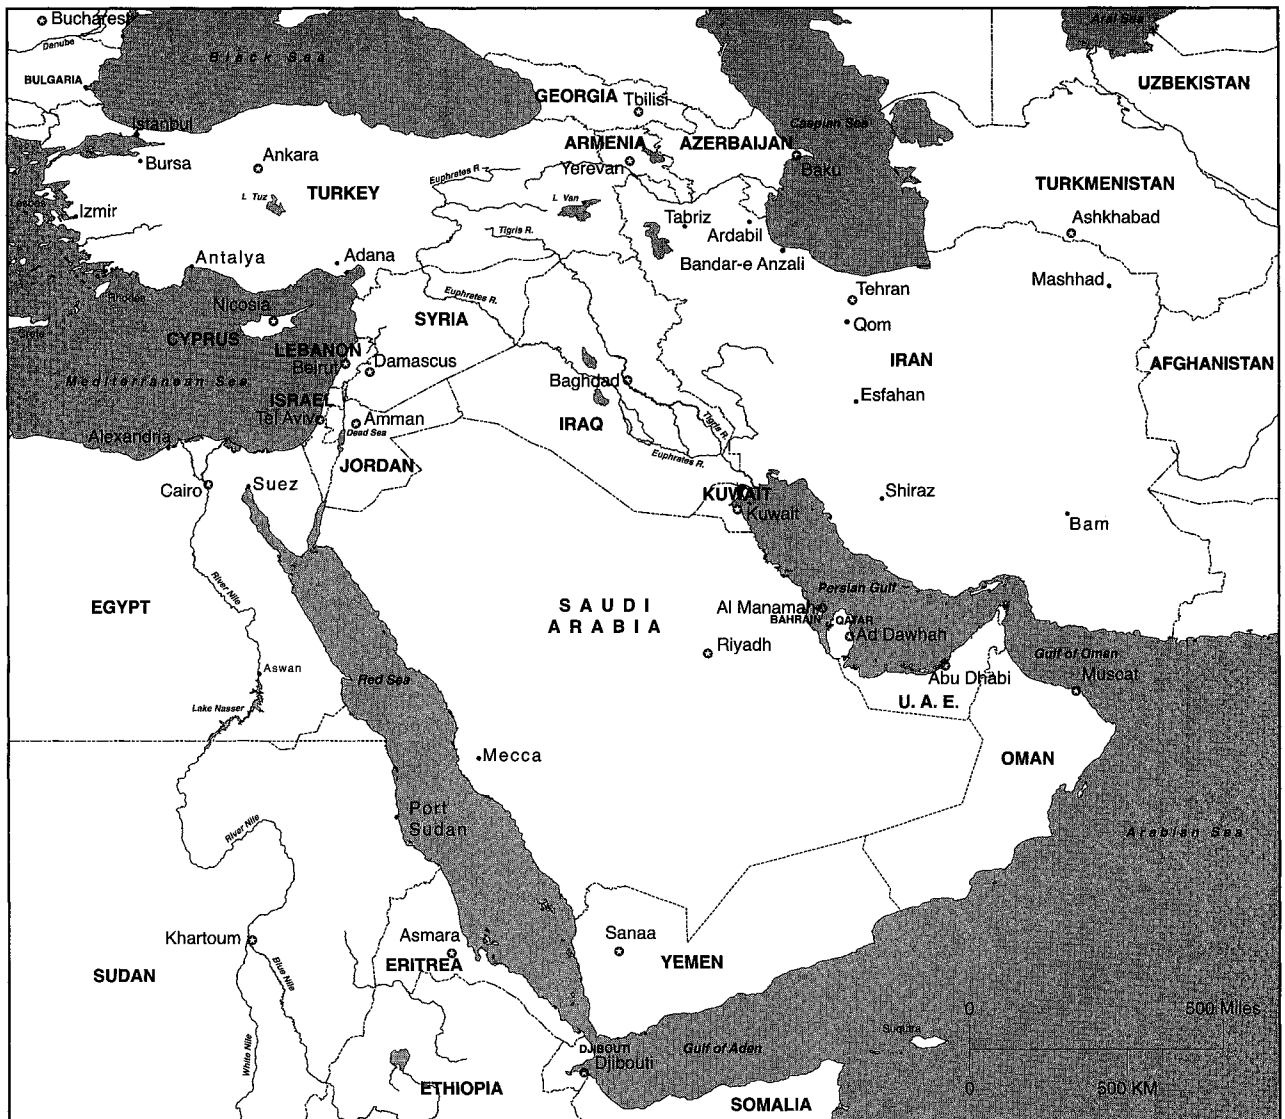 Bucharest
Danube
Black Sea
Aral Sea
BULGARIA
UZBEKISTAN
GEORGIA
Tbilisi
Caspian Sea
Istanbul
ARMENIA
AZERBAIJAN
Bursa
Ankara
Yerevan
Baku
Euphrates R.
TURKEY
TURKMENISTAN
L. Tuz
L. Van
Lesbos
Izmir
Tabriz
Ashkhabad
Tigris R.
Ardabil
Antalya
Adana
Bandar-e Anzali
Mashhad
Rhodes
Euphrates R.
Tehran
Nicosia
SYRIA
Qom
Crete
CYPRUS
LEBANON
Beirut
Damascus
IRAN
AFGHANISTAN
Mediterranean Sea
Baghdad
ISRAEL
Esfahan
Tel Aviv
Amman
IRAQ
Tigris R.
Dead Sea
Alexandria
JORDAN
Euphrates R.
Cairo
Suez
KUWAIT
Kuwait
Shiraz
Bam
River Nile
Persian Gulf
EGYPT
SAUDI
ARABIA
Al Manamah
BAHRAIN
QATAR
Ad Dawhah
Riyadh
Gulf of Oman
Aswan
Red Sea
Abu Dhabi
Muscat
Lake Nasser
U. A. E.
Mecca
OMAN
Port
Sudan
River Nile
Arabian Sea
Khartoum
Asmara
Sanaa
ERITREA
YEMEN
SUDAN
Blue Nile
0 500 Miles
Suqutra
White Nile
DJIBOUTI
Djibouti
Gulf of Aden
ETHIOPIA
0 500 KM
SOMALIA